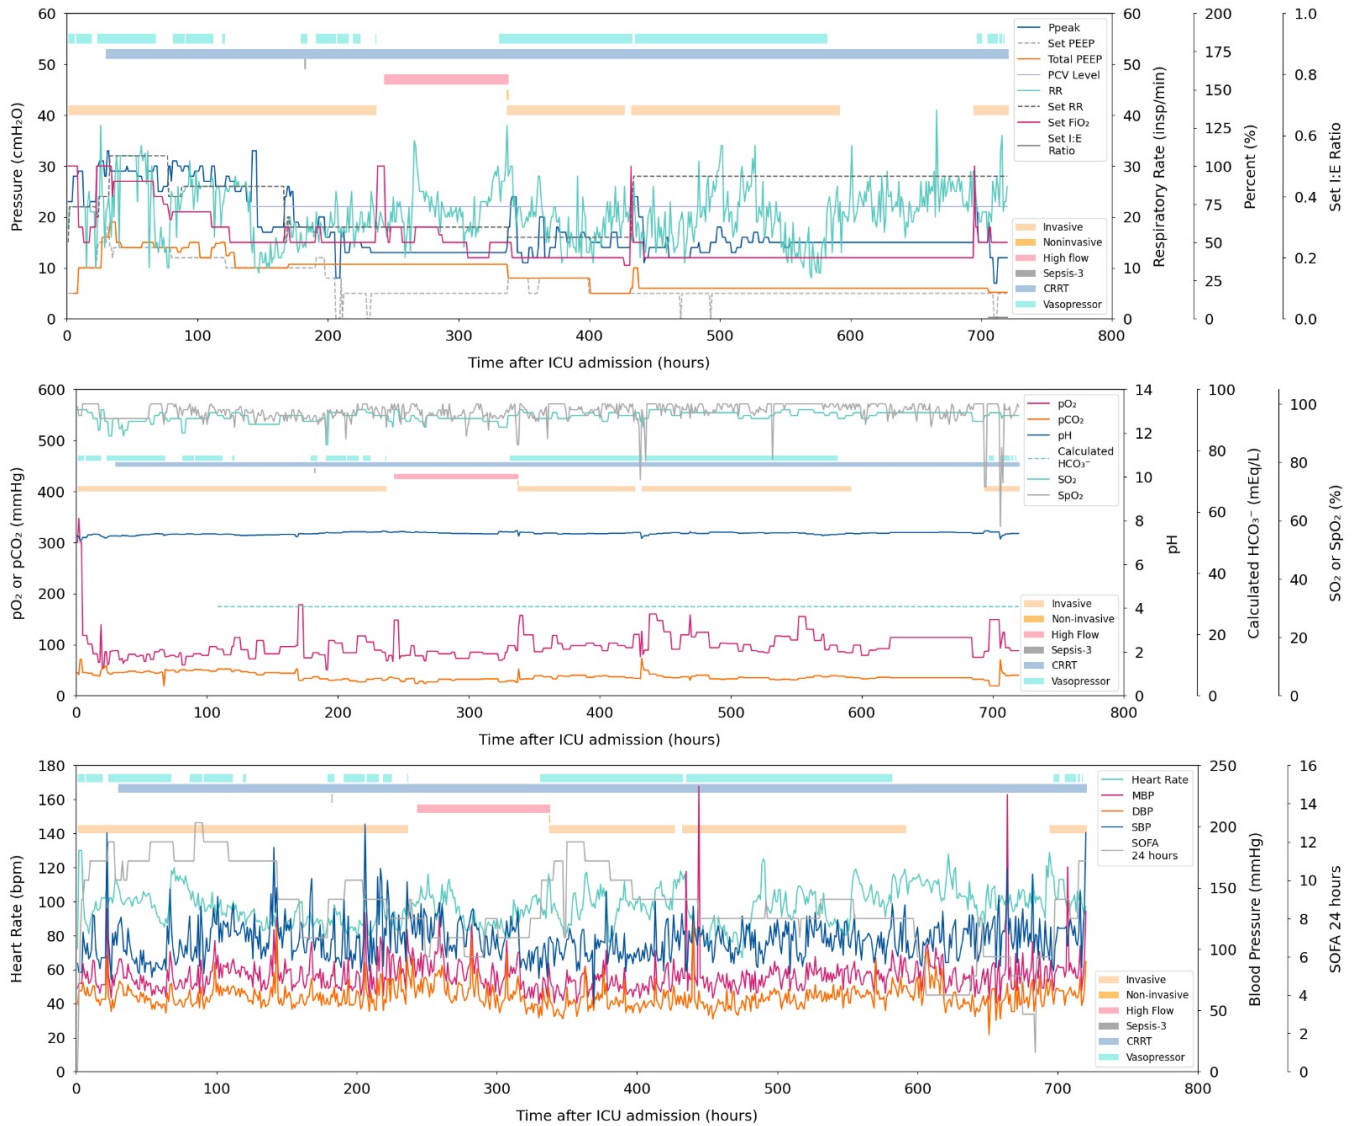 60
50
40
30
20
10
0
Pressure (cmH₂O)
0
100
200
300
400
500
600
700
800
Time after ICU admission (hours)
60
50
40
30
20
10
0
Respiratory Rate (insp/min)
200
175
150
125
100
75
50
25
0
Percent (%)
1.0
0.8
0.6
0.4
0.2
0.0
Set I:E Ratio
Ppeak
Set PEEP
Total PEEP
PCV Level
RR
Set RR
Set FiO₂
Set I:E
Ratio
Invasive
Noninvasive
High flow
Sepsis-3
CRRT
Vasopressor
600
500
400
300
200
100
0
pO₂ or pCO₂ (mmHg)
0
100
200
300
400
500
600
700
800
Time after ICU admission (hours)
14
12
10
8
6
4
2
0
pH
100
80
60
40
20
0
Calculated HCO₃⁻ (mEq/L)
100
80
60
40
20
0
SO₂ or SpO₂ (%)
pO₂
pCO₂
pH
Calculated
HCO₃⁻
SO₂
SpO₂
Invasive
Non-invasive
High Flow
Sepsis-3
CRRT
Vasopressor
180
160
140
120
100
80
60
40
20
0
Heart Rate (bpm)
0
100
200
300
400
500
600
700
800
Time after ICU admission (hours)
250
200
150
100
50
0
Blood Pressure (mmHg)
16
14
12
10
8
6
4
2
0
SOFA 24 hours
Heart Rate
MBP
DBP
SBP
SOFA
24 hours
Invasive
Non-invasive
High Flow
Sepsis-3
CRRT
Vasopressor